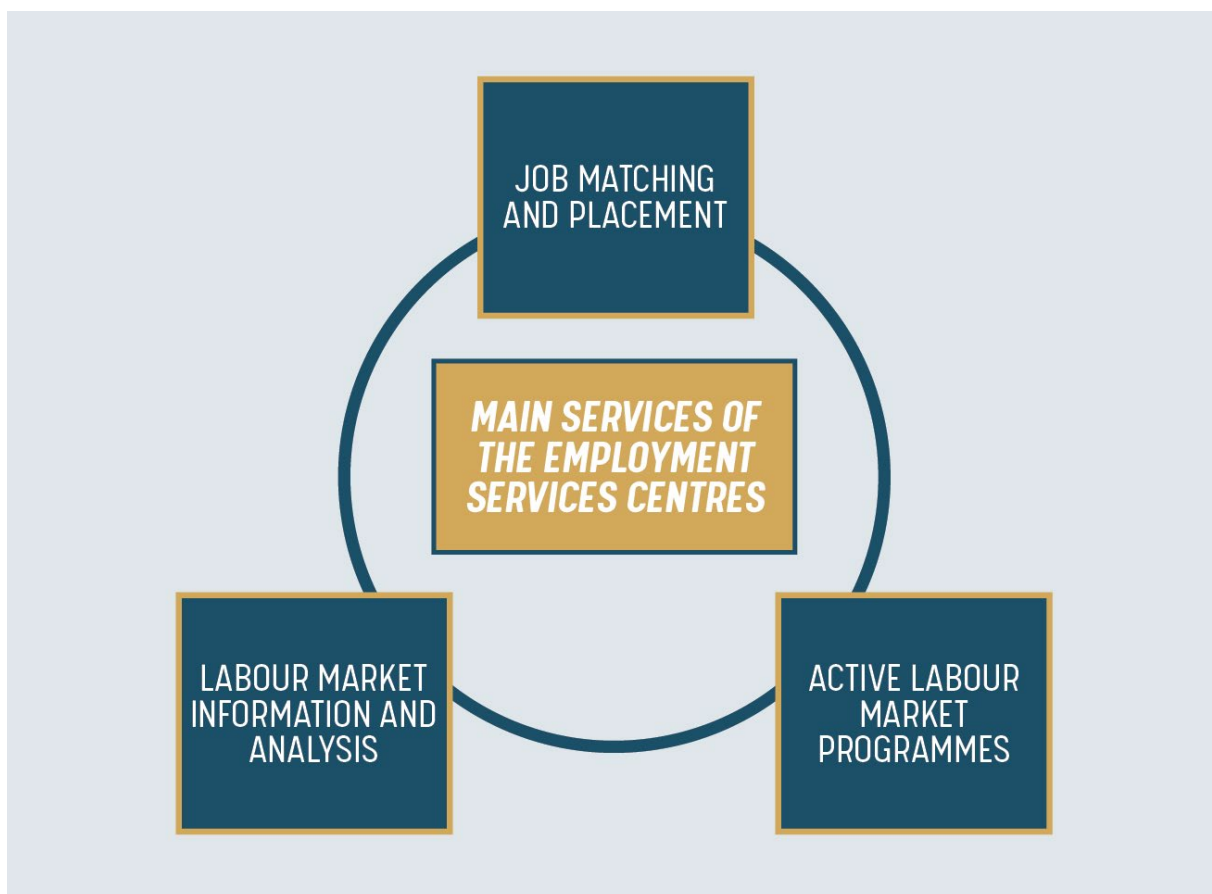 JOB MATCHING
AND PLACEMENT
MAIN SERVICES OF
THE EMPLOYMENT
SERVICES CENTRES
LABOUR MARKET
INFORMATION AND
ANALYSIS
ACTIVE LABOUR
MARKET
PROGRAMMES